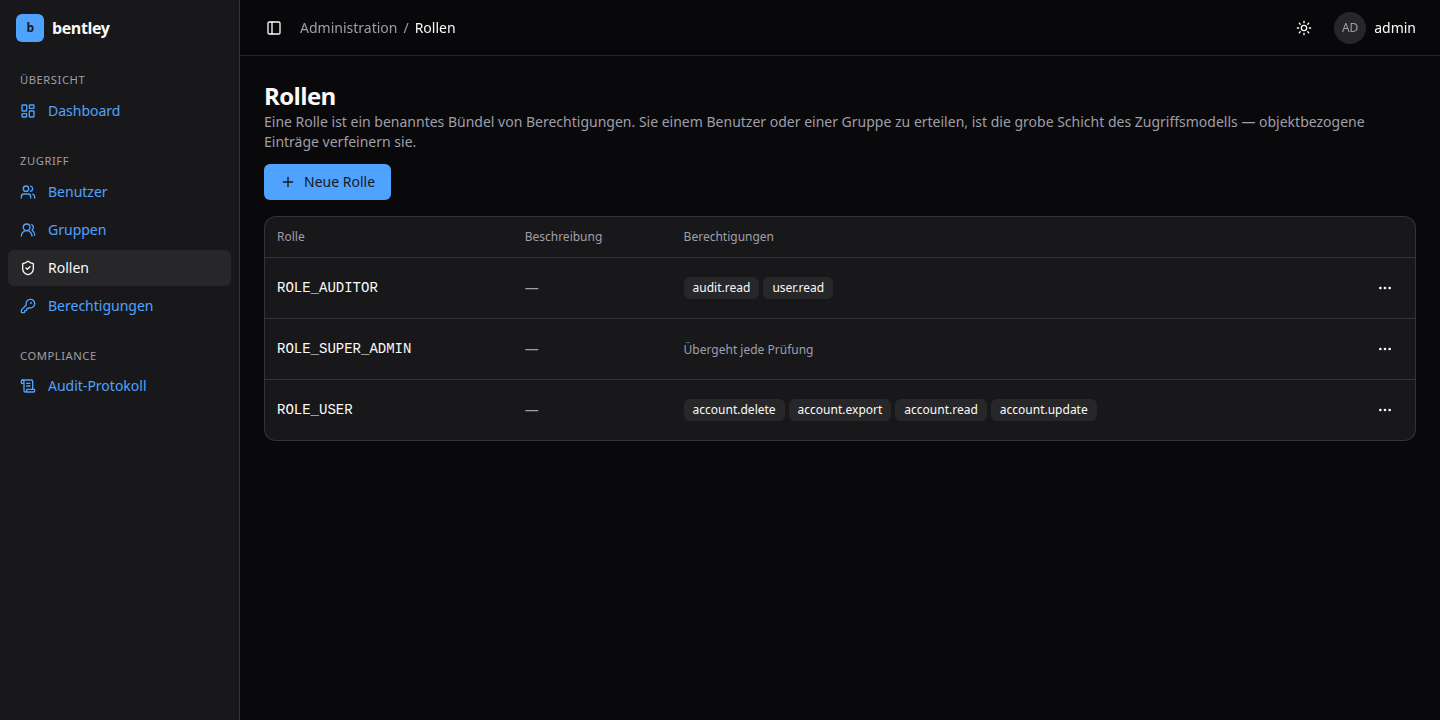 b bentley
Administration / Rollen
AD admin
ÜBERSICHT
Dashboard
ZUGRIFF
Benutzer
Gruppen
Rollen
Berechtigungen
COMPLIANCE
Audit-Protokoll
Rollen
Eine Rolle ist ein benanntes Bündel von Berechtigungen. Sie einem Benutzer oder einer Gruppe zu erteilen, ist die grobe Schicht des Zugriffsmodells — objektbezogene
Einträge verfeinern sie.
Neue Rolle
Rolle Beschreibung Berechtigungen
ROLE_AUDITOR — audit.read user.read
ROLE_SUPER_ADMIN — Übergeht jede Prüfung
ROLE_USER — account.delete account.export account.read account.update